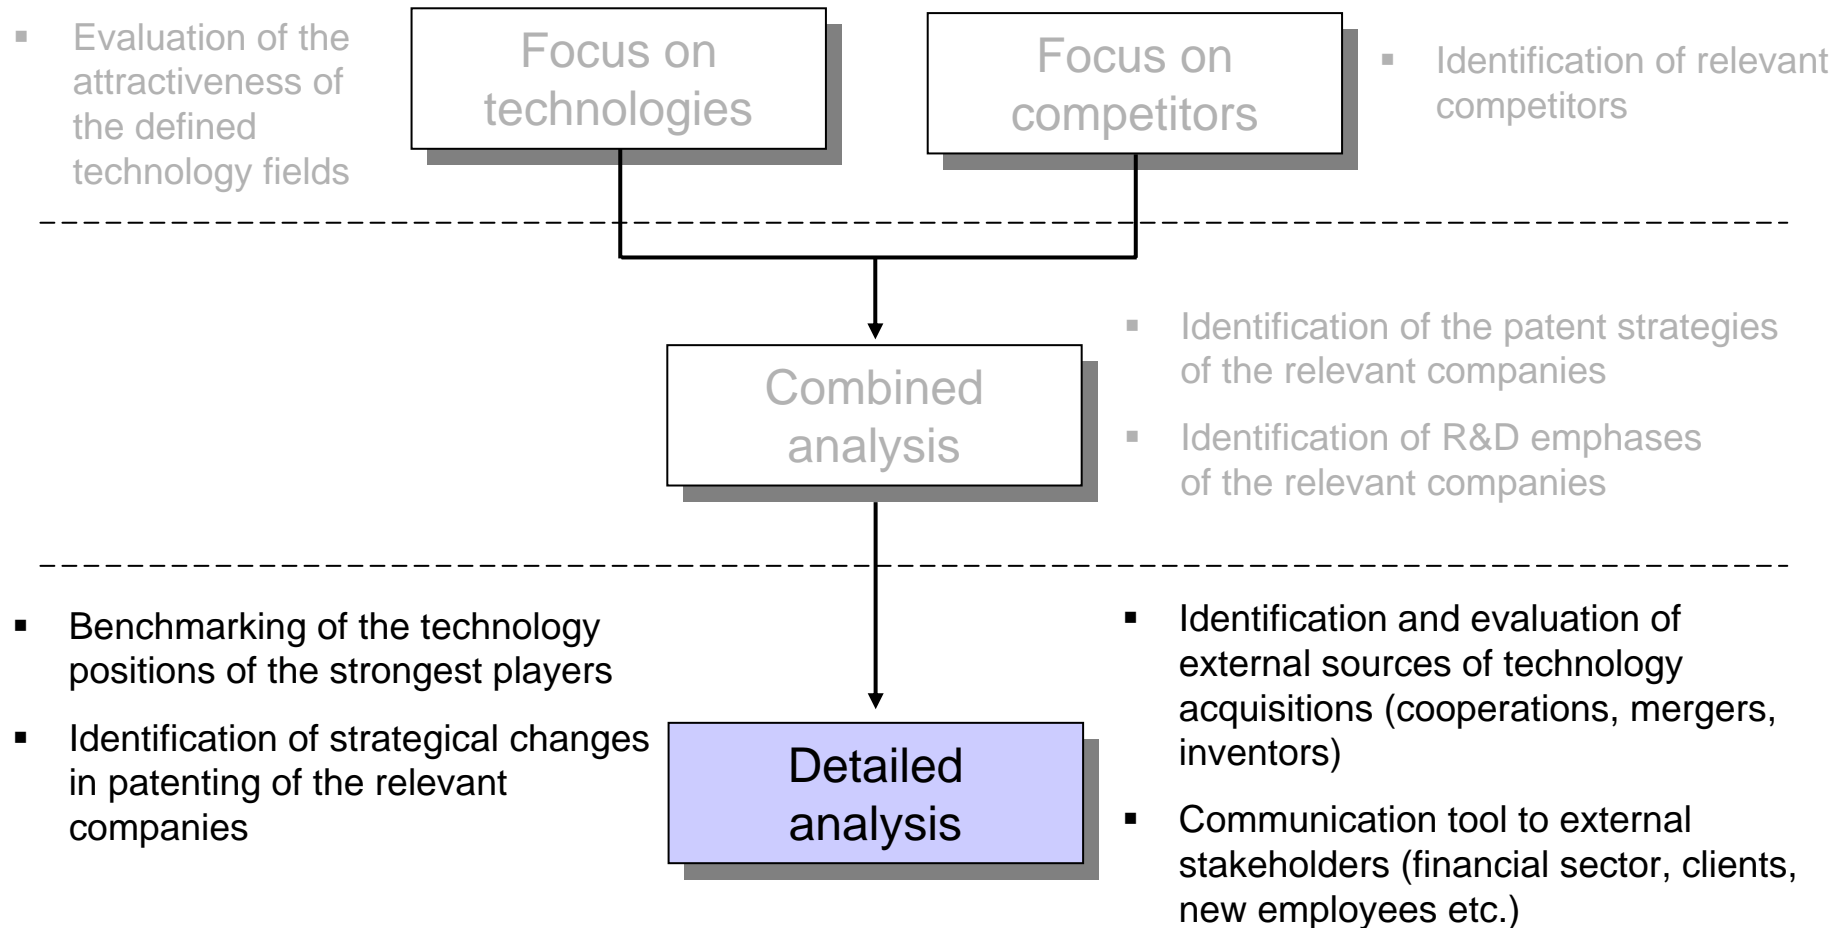 ▪ Evaluation of the
attractiveness of
the defined
technology fields
Focus on
technologies
Focus on
competitors
▪ Identification of relevant
competitors
Combined
analysis
▪ Identification of the patent strategies
of the relevant companies
▪ Identification of R&D emphases
of the relevant companies
▪ Benchmarking of the technology
positions of the strongest players
▪ Identification of strategical changes
in patenting of the relevant
companies
Detailed
analysis
▪ Identification and evaluation of
external sources of technology
acquisitions (cooperations, mergers,
inventors)
▪ Communication tool to external
stakeholders (financial sector, clients,
new employees etc.)